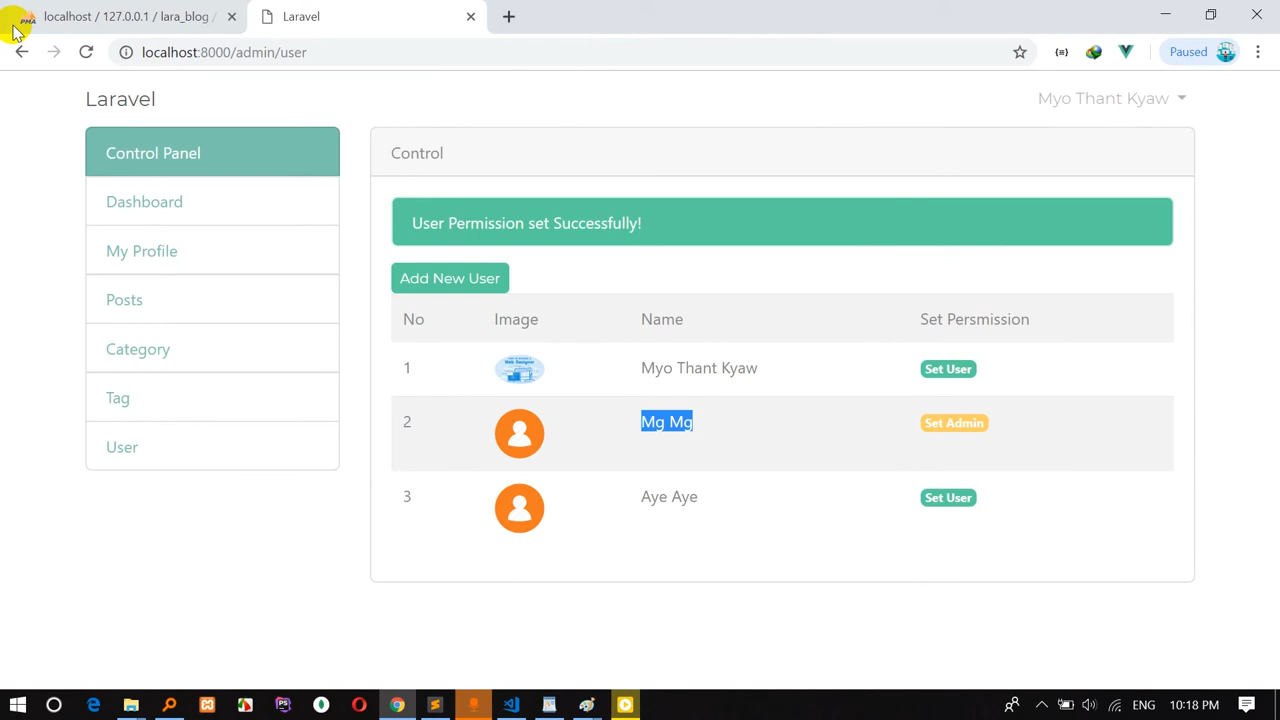 localhost / 127.0.0.1 / lara_blog /
Laravel
localhost:8000/admin/user
Paused
Laravel
Myo Thant Kyaw
Control Panel
Dashboard
My Profile
Posts
Category
Tag
User
Control
User Permission set Successfully!
Add New User
No Image Name Set Persmission
1 Myo Thant Kyaw Set User
2 Mg Mg Set Admin
3 Aye Aye Set User
ENG 10:18 PM